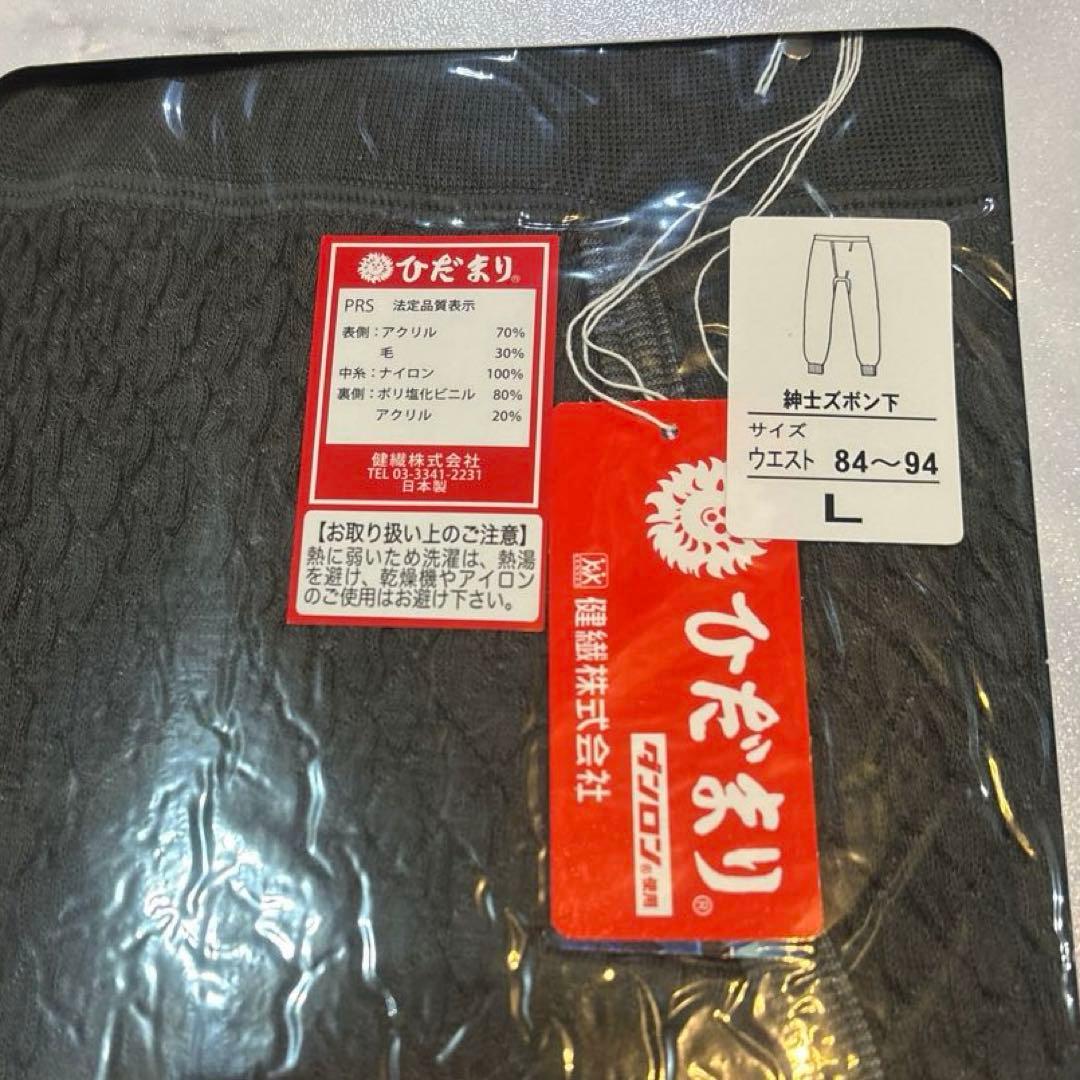 ひだまり®
PRS 法定品質表示
表側：アクリル 70%
毛 30%
中糸：ナイロン 100%
裏側：ポリ塩化ビニル 80%
アクリル 20%
健繊株式会社
TEL 03-3341-2231
日本製
【お取り扱い上のご注意】
熱に弱いため洗濯は、熱湯
を避け、乾燥機やアイロン
のご使用はお避け下さい。
紳士ズボン下
サイズ
ウエスト 84〜94
L
ひだまり®
ダンロン®使用
健繊株式会社